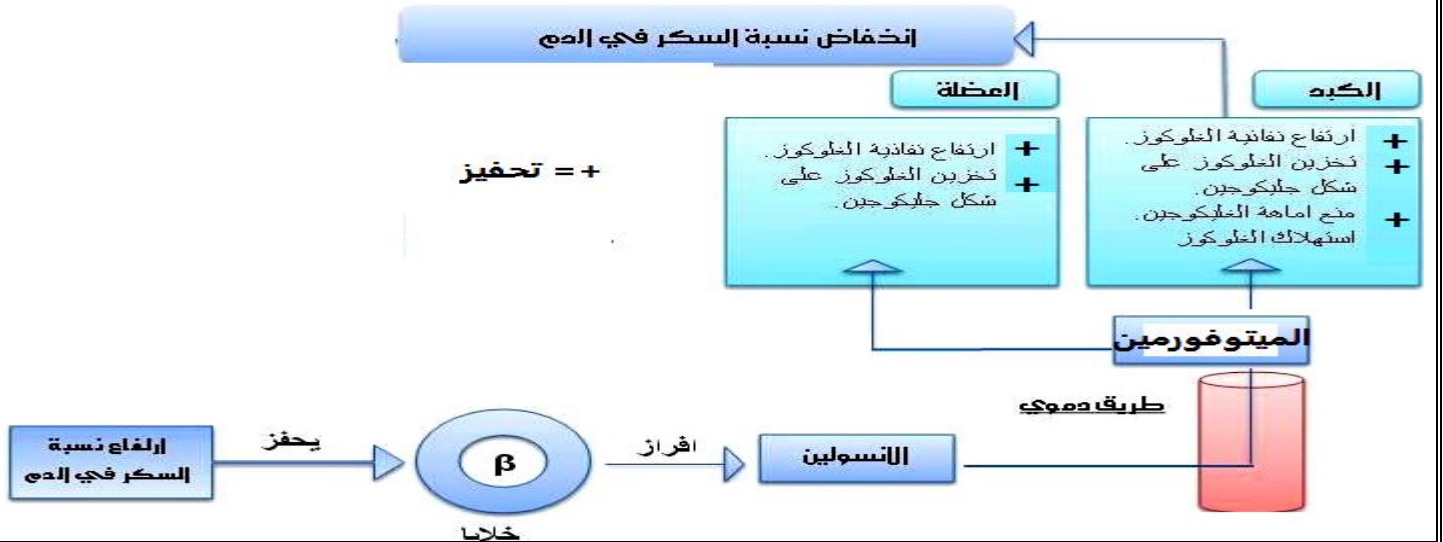 انخفاض نسبة السكر في الدم
الكبد
العضلة
+ ارتفاع نفاذية الغلوكوز.
+ تخزين الغلوكوز على
شكل جليكوجين.
+ منع اماهة الغليكوجين.
استهلاك الغلوكوز
+ ارتفاع نفاذية الغلوكوز.
+ تخزين الغلوكوز على
شكل جليكوجين.
+ = تحفيز
الميتوفورمين
طريق دموي
ارتفاع نسبة
السكر في الدم
يحفز
β
خلايا
افراز
الانسولين